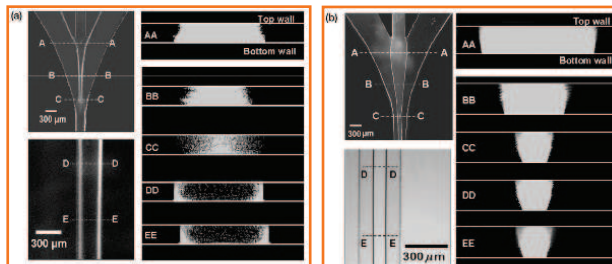 (a)
Top wall
AA
Bottom wall
A A
B B
C C
300 µm
BB
CC
D D
DD
E E
EE
300 µm
(b)
Top wall
AA
Bottom wall
A A
B B
C C
300 µm
BB
CC
D D
DD
E E
EE
300 µm